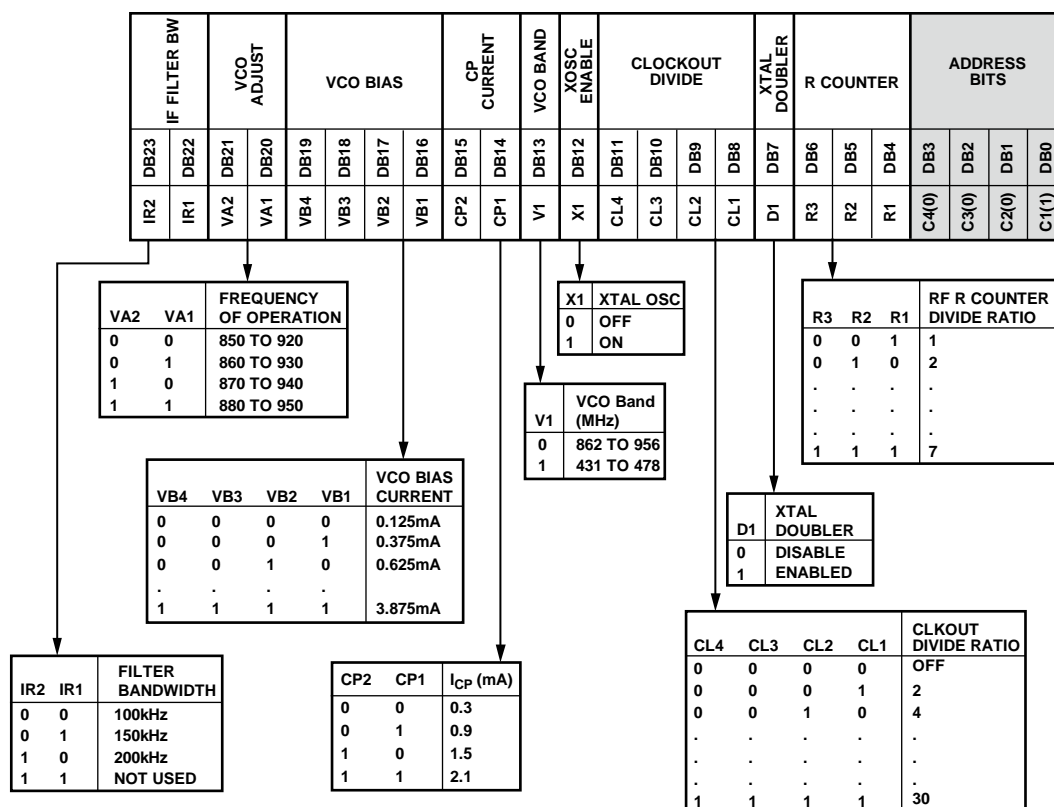 IF FILTER BW
VCO
ADJUST
VCO BIAS
CP
CURRENT
VCO BAND
XOSC
ENABLE
CLOCKOUT
DIVIDE
XTAL
DOUBLER
R COUNTER
ADDRESS
BITS
DB23 DB22 DB21 DB20 DB19 DB18 DB17 DB16 DB15 DB14 DB13 DB12 DB11 DB10 DB9 DB8 DB7 DB6 DB5 DB4 DB3 DB2 DB1 DB0
IR2 IR1 VA2 VA1 VB4 VB3 VB2 VB1 CP2 CP1 V1 X1 CL4 CL3 CL2 CL1 D1 R3 R2 R1 C4(0) C3(0) C2(0) C1(1)
VA2 VA1 FREQUENCY
OF OPERATION
0 0 850 TO 920
0 1 860 TO 930
1 0 870 TO 940
1 1 880 TO 950
X1 XTAL OSC
0 OFF
1 ON
R3 R2 R1 RF R COUNTER
DIVIDE RATIO
0 0 1 1
0 1 0 2
. . . .
. . . .
. . . .
1 1 1 7
V1 VCO Band
(MHz)
0 862 TO 956
1 431 TO 478
VB4 VB3 VB2 VB1 VCO BIAS
CURRENT
0 0 0 0 0.125mA
0 0 0 1 0.375mA
0 0 1 0 0.625mA
. . . .
1 1 1 1 3.875mA
D1 XTAL
DOUBLER
0 DISABLE
1 ENABLED
IR2 IR1 FILTER
BANDWIDTH
0 0 100kHz
0 1 150kHz
1 0 200kHz
1 1 NOT USED
CP2 CP1 ICP (mA)
0 0 0.3
0 1 0.9
1 0 1.5
1 1 2.1
CL4 CL3 CL2 CL1 CLKOUT
DIVIDE RATIO
0 0 0 0 OFF
0 0 0 1 2
0 0 1 0 4
. . . . .
. . . . .
. . . . .
1 1 1 1 30